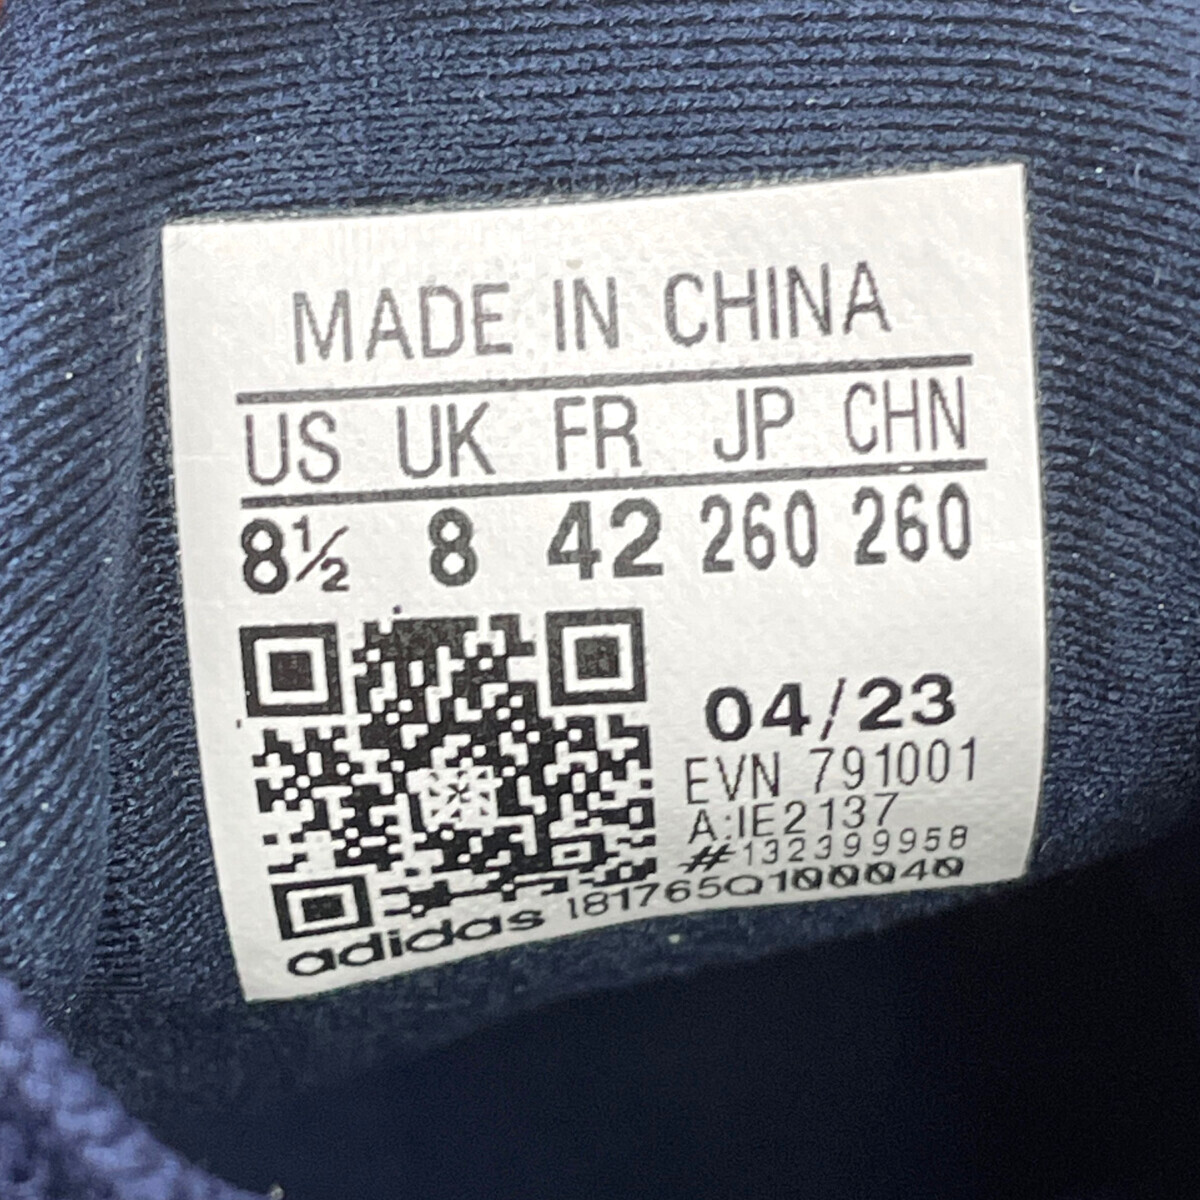 MADE IN CHINA
US UK FR JP CHN
8½ 8 42 260 260
04/23
EVN 791001
A:IE2137
#132399958
adidas 181765Q100040